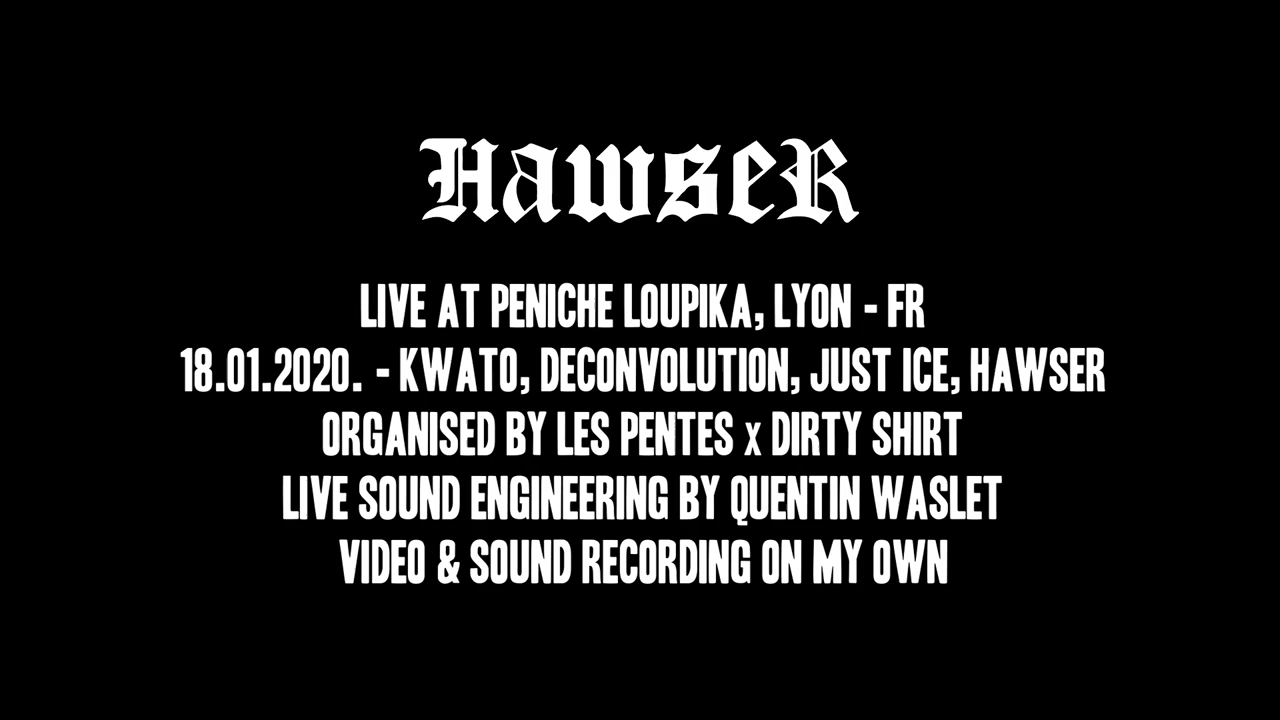 HawseR
LIVE AT PENICHE LOUPIKA, LYON - FR
18.01.2020. - KWATO, DECONVOLUTION, JUST ICE, HAWSER
ORGANISED BY LES PENTES x DIRTY SHIRT
LIVE SOUND ENGINEERING BY QUENTIN WASLET
VIDEO & SOUND RECORDING ON MY OWN